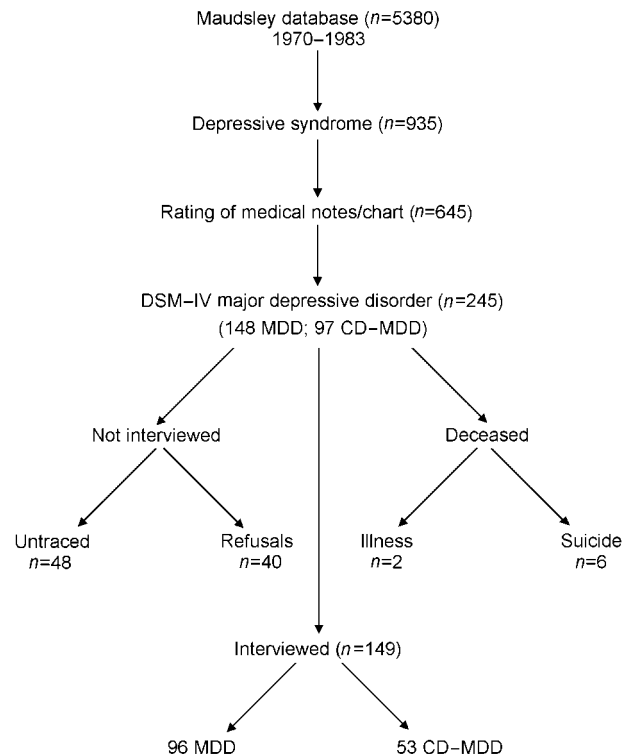 Maudsley database (n=5380)
1970–1983
Depressive syndrome (n=935)
Rating of medical notes/chart (n=645)
DSM–IV major depressive disorder (n=245)
(148 MDD; 97 CD–MDD)
Not interviewed
Deceased
Untraced
n=48
Refusals
n=40
Illness
n=2
Suicide
n=6
Interviewed (n=149)
96 MDD
53 CD–MDD